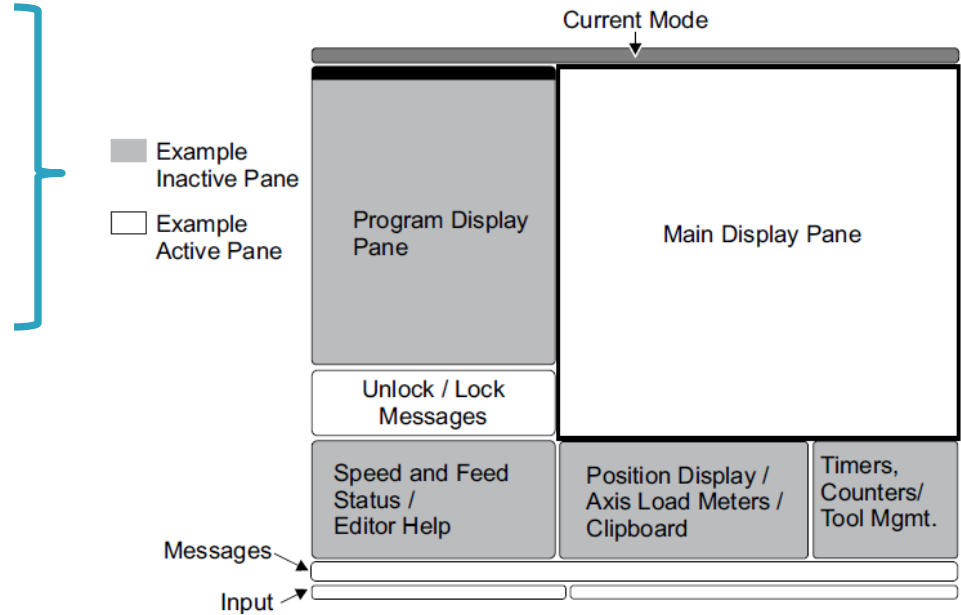 Current Mode
Example
Inactive Pane
Example
Active Pane
Program Display
Pane
Main Display Pane
Unlock / Lock
Messages
Speed and Feed
Status /
Editor Help
Position Display /
Axis Load Meters /
Clipboard
Timers,
Counters/
Tool Mgmt.
Messages
Input